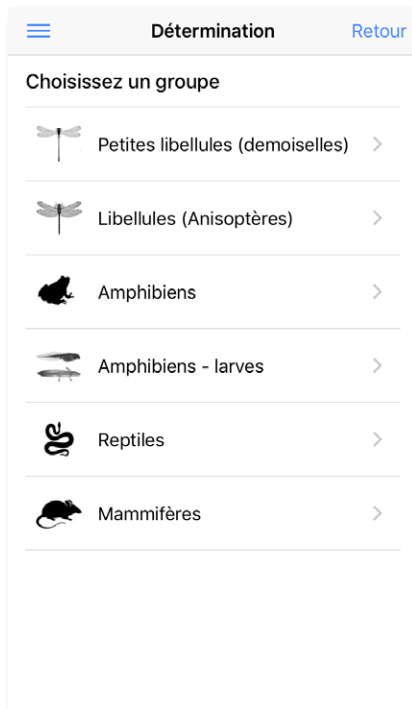 Détermination
Retour
Choisissez un groupe
Petites libellules (demoiselles)
Libellules (Anisoptères)
Amphibiens
Amphibiens - larves
Reptiles
Mammifères